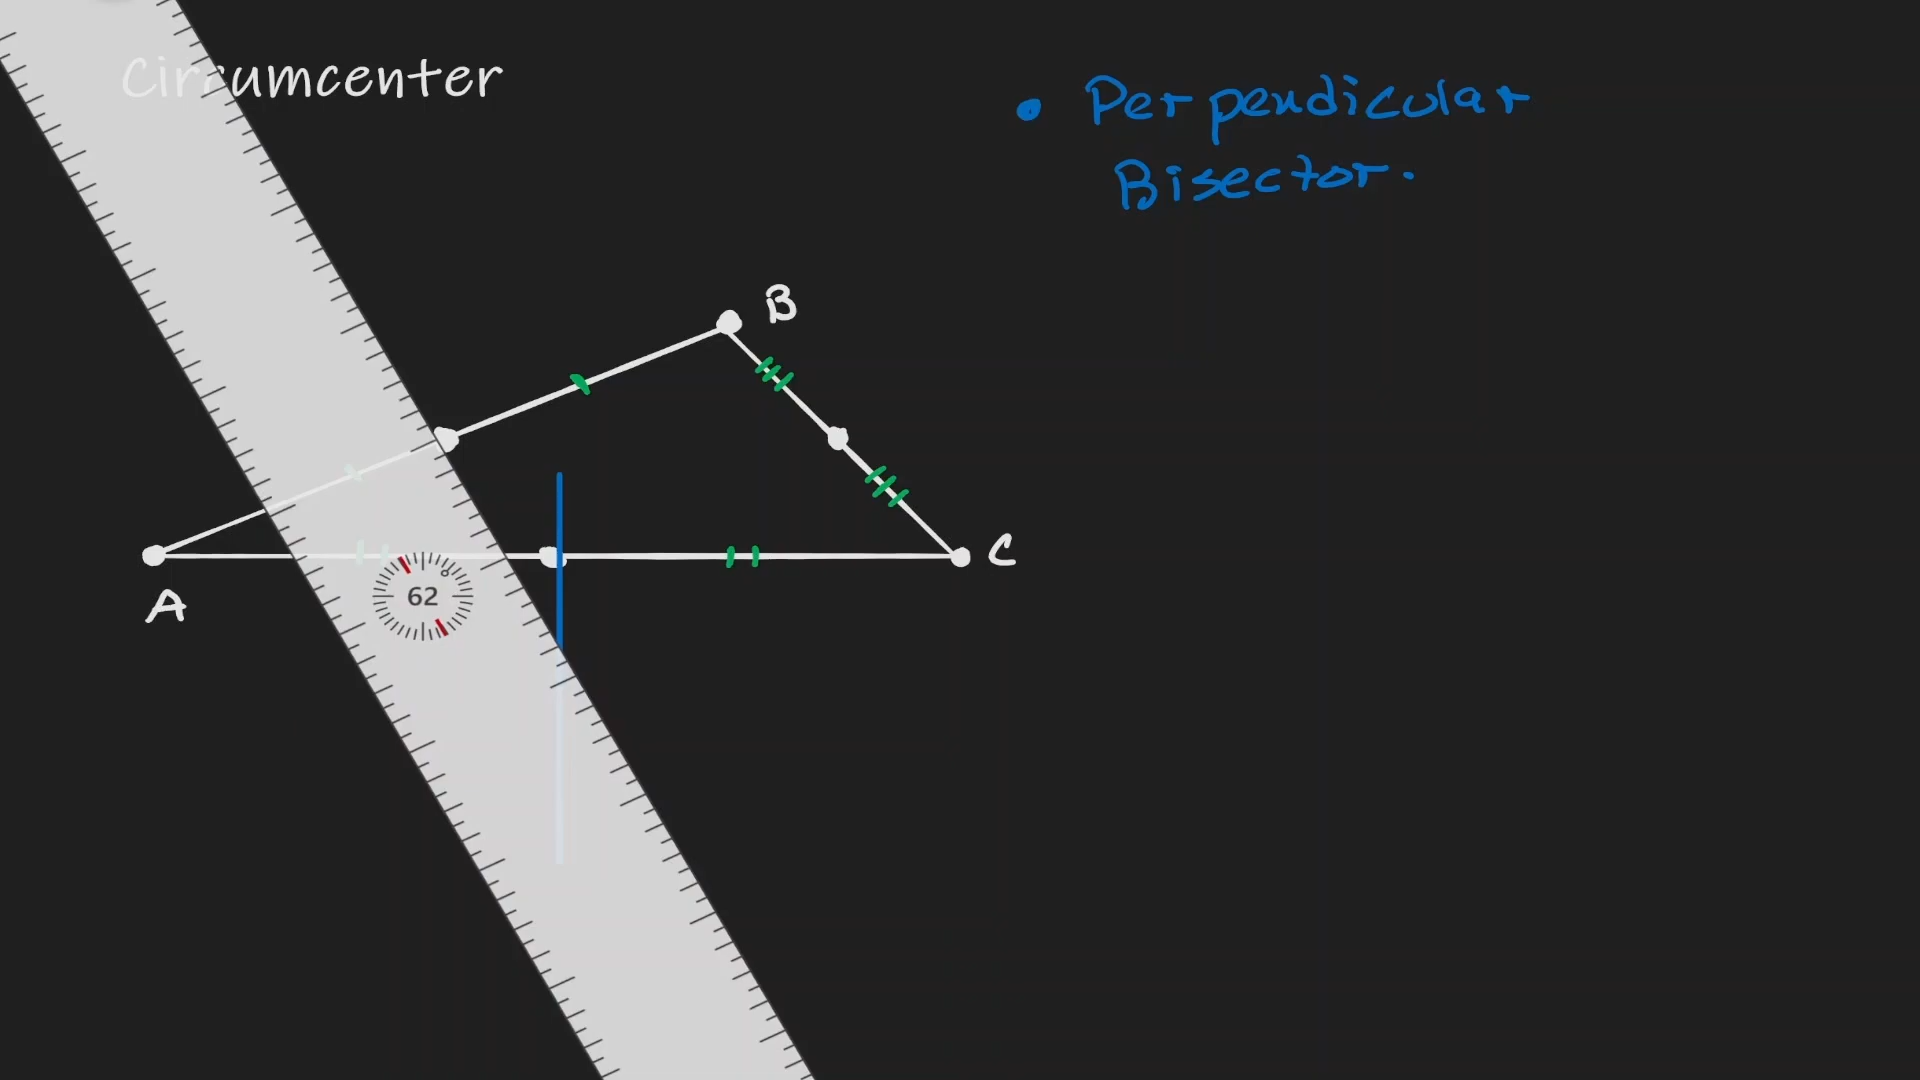 Circumcenter
• Perpendicular
Bisector.
B
C
A
62°